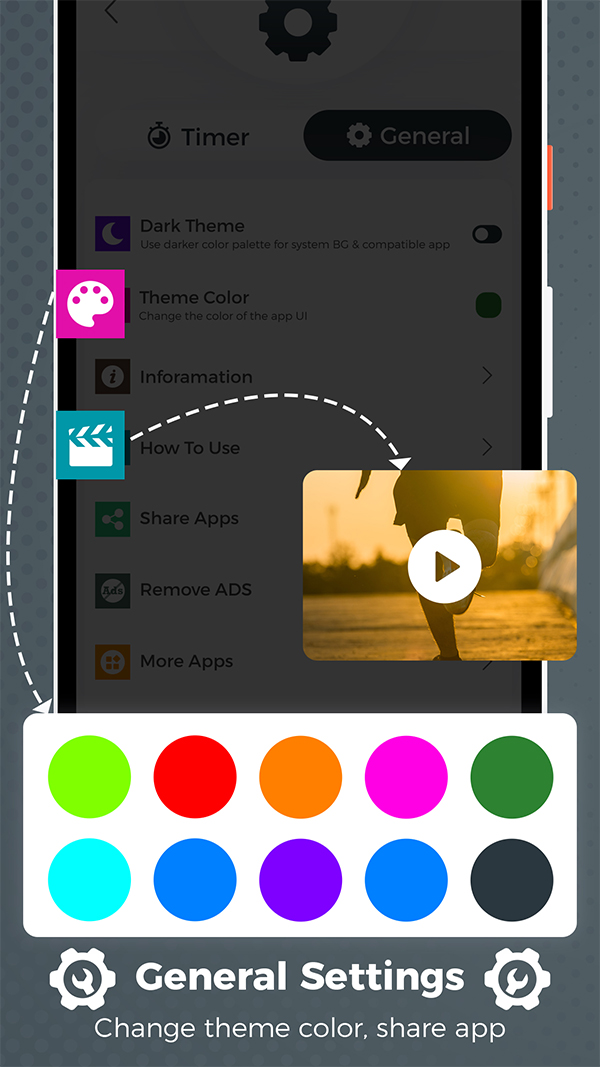 Timer
General
Dark Theme
Use darker color palette for system BG & compatible app
Theme Color
Change the color of the app UI
Inforamation
How To Use
Share Apps
Ads
Remove ADS
More Apps
General Settings
Change theme color, share app